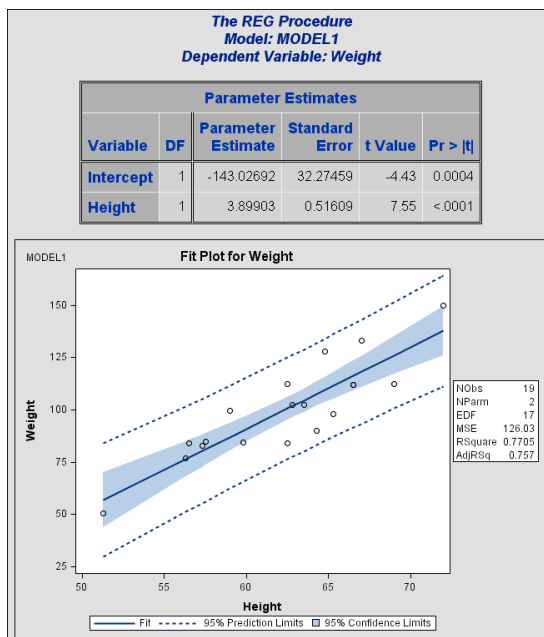 The REG Procedure
Model: MODEL1
Dependent Variable: Weight
Parameter Estimates
Variable DF Parameter Estimate Standard Error t Value Pr > |t|
Intercept 1 -143.02692 32.27459 -4.43 0.0004
Height 1 3.89903 0.51609 7.55 <.0001
MODEL1
Fit Plot for Weight
150
125
100
75
50
25
Weight
50 55 60 65 70
Height
NObs 19
NParm 2
EDF 17
MSE 126.03
RSquare 0.7705
AdjRSq 0.757
Fit 95% Prediction Limits 95% Confidence Limits